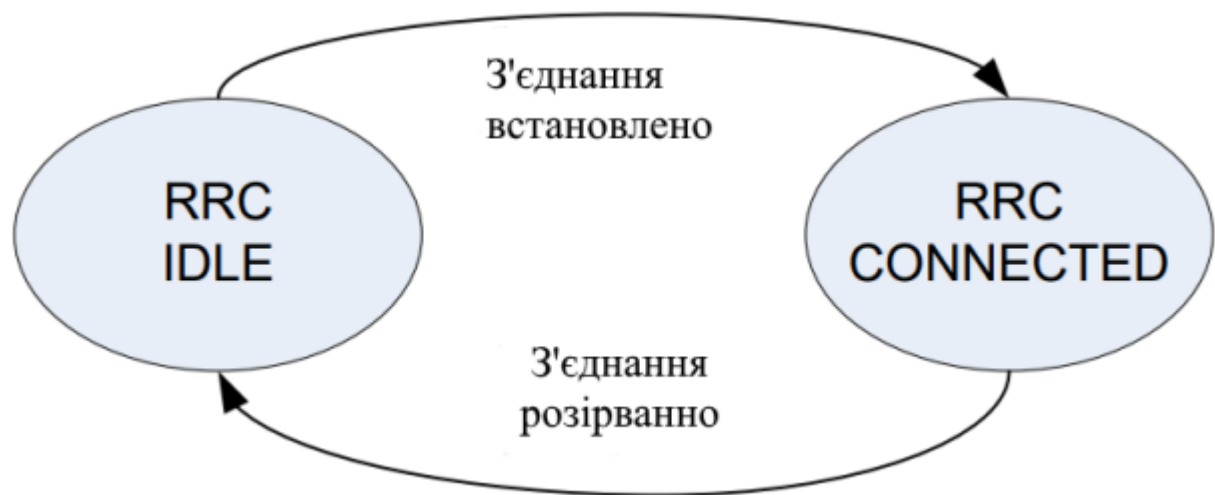 З'єднання
встановлено
RRC
IDLE
RRC
CONNECTED
З'єднання
розірванно